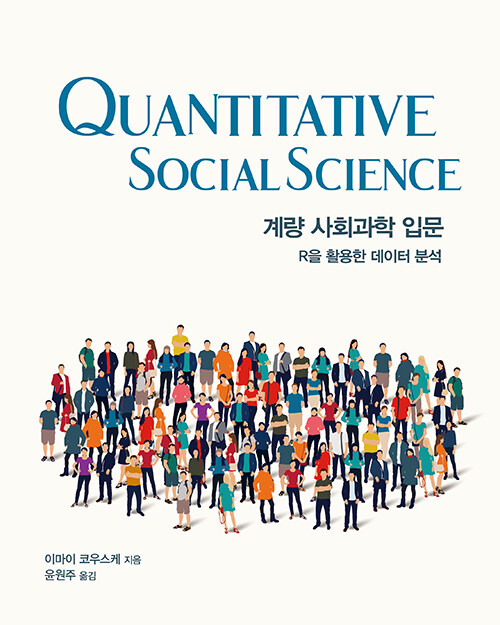 QUANTITATIVE
SOCIAL SCIENCE
계량 사회과학 입문
R을 활용한 데이터 분석
이마이 코우스케 지음
윤원주 옮김